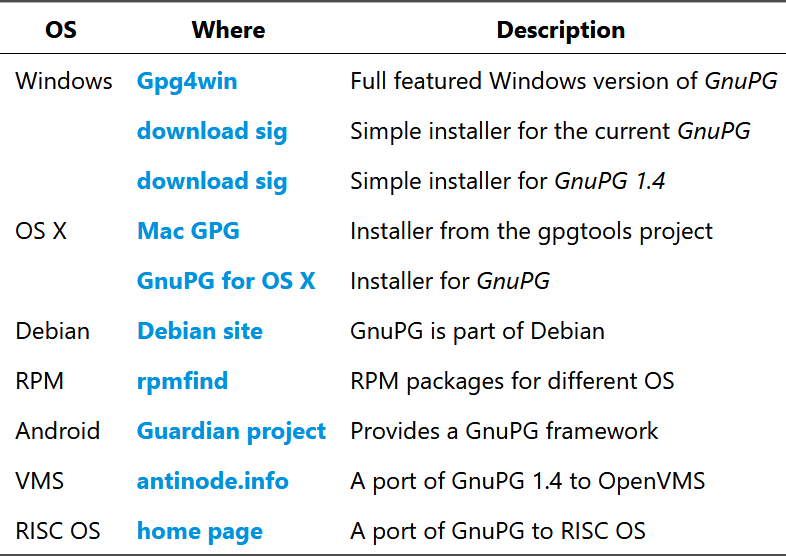 OS Where Description
Windows Gpg4win Full featured Windows version of GnuPG
download sig Simple installer for the current GnuPG
download sig Simple installer for GnuPG 1.4
OS X Mac GPG Installer from the gpgtools project
GnuPG for OS X Installer for GnuPG
Debian Debian site GnuPG is part of Debian
RPM rpmfind RPM packages for different OS
Android Guardian project Provides a GnuPG framework
VMS antinode.info A port of GnuPG 1.4 to OpenVMS
RISC OS home page A port of GnuPG to RISC OS